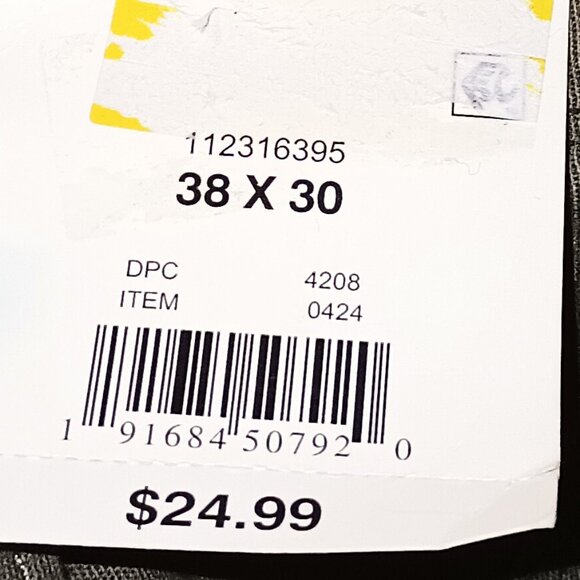 112316395
38 X 30
DPC 4208
ITEM 0424
1 91684 50792 0
$24.99